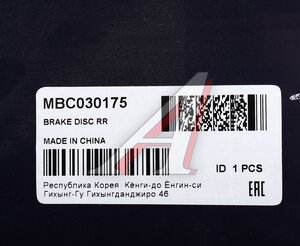 MBC030175
BRAKE DISC RR
MADE IN CHINA
ID 1 PCS
Республика Корея Кёнги-до Ёнгин-си
Гихынг-Гу Гихынгданджиро 46
EAC